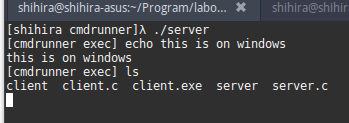 shihira@shihira-asus:~/Program/labo... ✖
shihira@shihira
[shihira cmdrunner]λ ./server
[cmdrunner exec] echo this is on windows
this is on windows
[cmdrunner exec] ls
client  client.c  client.exe  server  server.c